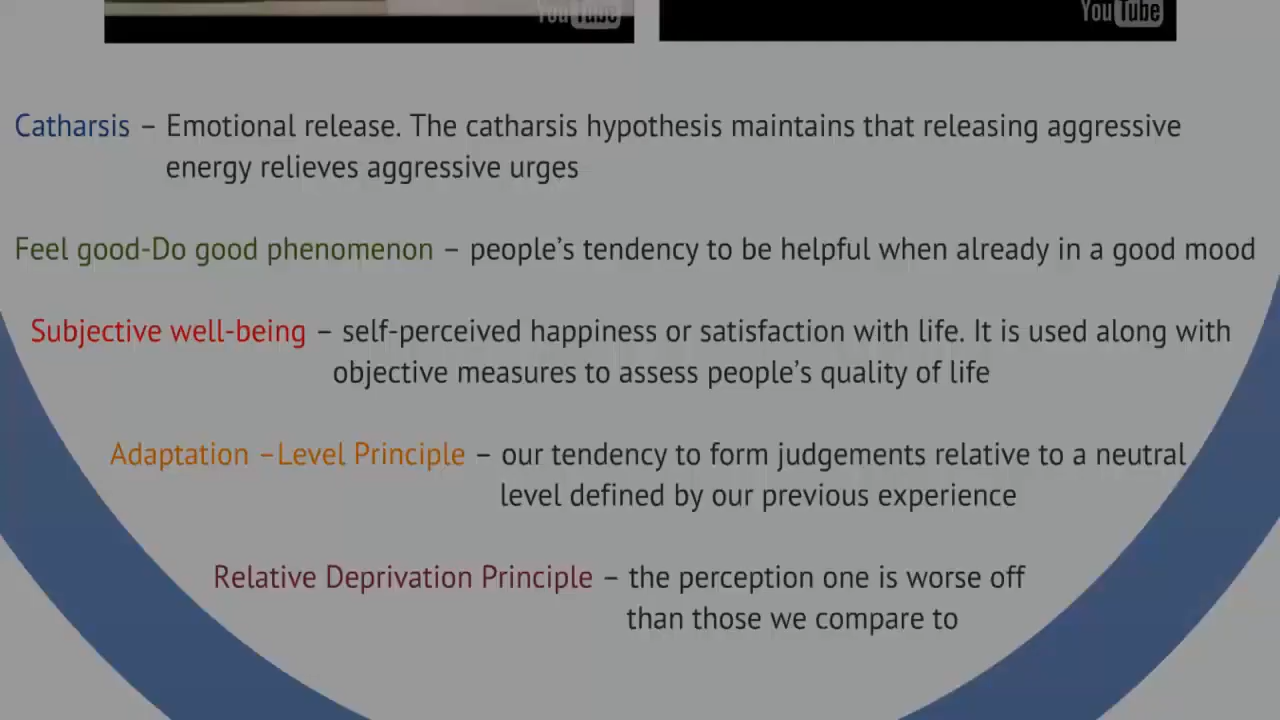 YouTube
YouTube
Catharsis – Emotional release. The catharsis hypothesis maintains that releasing aggressive
energy relieves aggressive urges
Feel good-Do good phenomenon – people’s tendency to be helpful when already in a good mood
Subjective well-being – self-perceived happiness or satisfaction with life. It is used along with
objective measures to assess people’s quality of life
Adaptation –Level Principle – our tendency to form judgements relative to a neutral
level defined by our previous experience
Relative Deprivation Principle – the perception one is worse off
than those we compare to